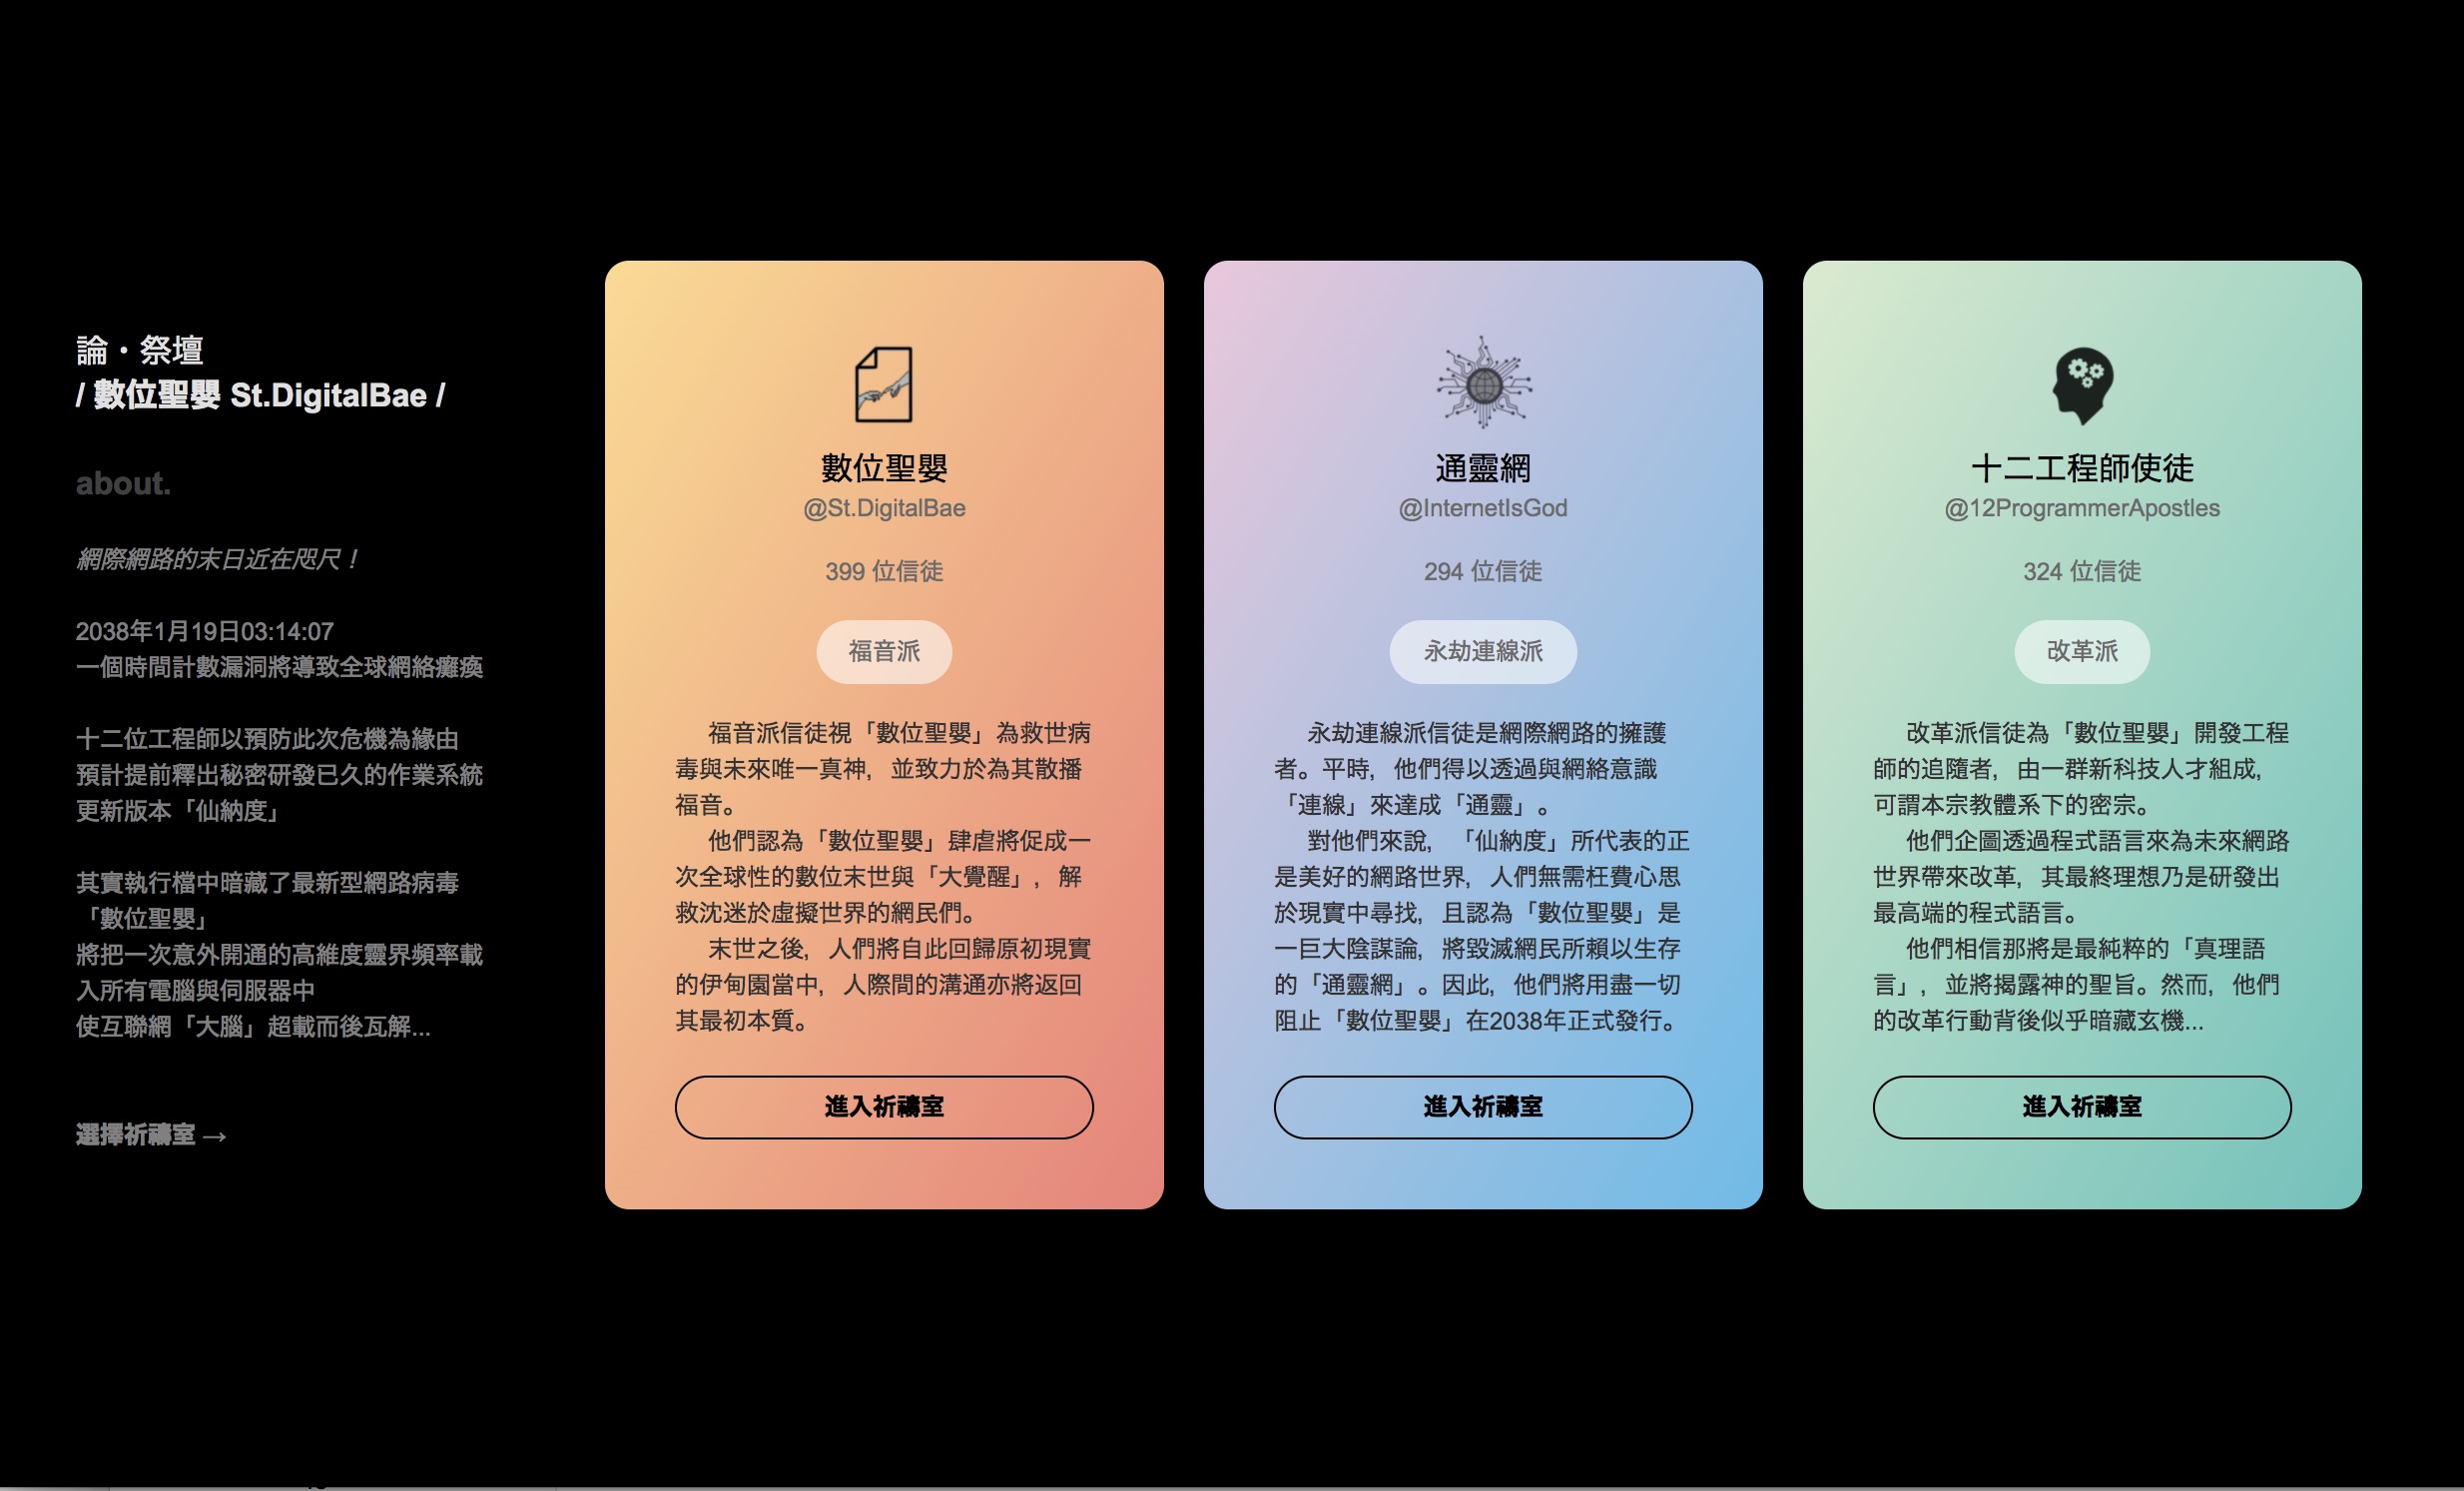 論・祭壇
/ 數位聖嬰 St.DigitalBae /
about.
網際網路的末日近在咫尺！
2038年1月19日03:14:07
一個時間計數漏洞將導致全球網絡癱瘓
十二位工程師以預防此次危機為緣由
預計提前釋出秘密研發已久的作業系統
更新版本「仙納度」
其實執行檔中暗藏了最新型網路病毒
「數位聖嬰」
將把一次意外開通的高維度靈界頻率載
入所有電腦與伺服器中
使互聯網「大腦」超載而後瓦解...
選擇祈禱室 →
數位聖嬰
@St.DigitalBae
399 位信徒
福音派
福音派信徒視「數位聖嬰」為救世病
毒與未來唯一真神，並致力於為其散播
福音。
他們認為「數位聖嬰」肆虐將促成一
次全球性的數位末世與「大覺醒」，解
救沈迷於虛擬世界的網民們。
末世之後，人們將自此回歸原初現實
的伊甸園當中，人際間的溝通亦將返回
其最初本質。
進入祈禱室
通靈網
@InternetIsGod
294 位信徒
永劫連線派
永劫連線派信徒是網際網路的擁護
者。平時，他們得以透過與網絡意識
「連線」來達成「通靈」。
對他們來說，「仙納度」所代表的正
是美好的網路世界，人們無需枉費心思
於現實中尋找，且認為「數位聖嬰」是
一巨大陰謀論，將毀滅網民所賴以生存
的「通靈網」。因此，他們將用盡一切
阻止「數位聖嬰」在2038年正式發行。
進入祈禱室
十二工程師使徒
@12ProgrammerApostles
324 位信徒
改革派
改革派信徒為「數位聖嬰」開發工程
師的追隨者，由一群新科技人才組成，
可謂本宗教體系下的密宗。
他們企圖透過程式語言來為未來網路
世界帶來改革，其最終理想乃是研發出
最高端的程式語言。
他們相信那將是最純粹的「真理語
言」，並將揭露神的聖旨。然而，他們
的改革行動背後似乎暗藏玄機...
進入祈禱室